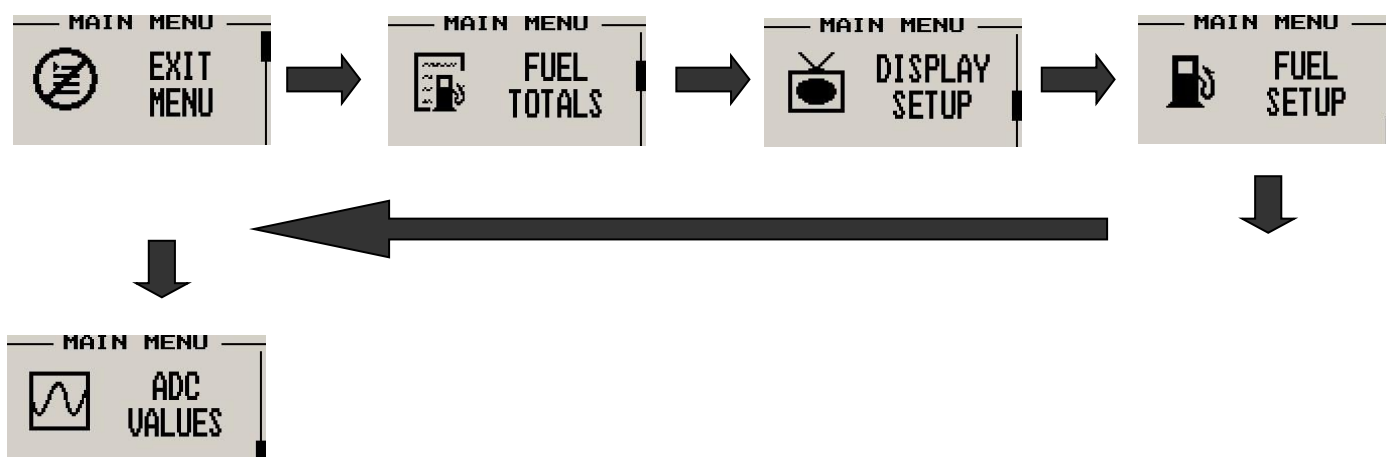 MAIN MENU
EXIT
MENU
MAIN MENU
FUEL
TOTALS
MAIN MENU
DISPLAY
SETUP
MAIN MENU
FUEL
SETUP
MAIN MENU
ADC
VALUES